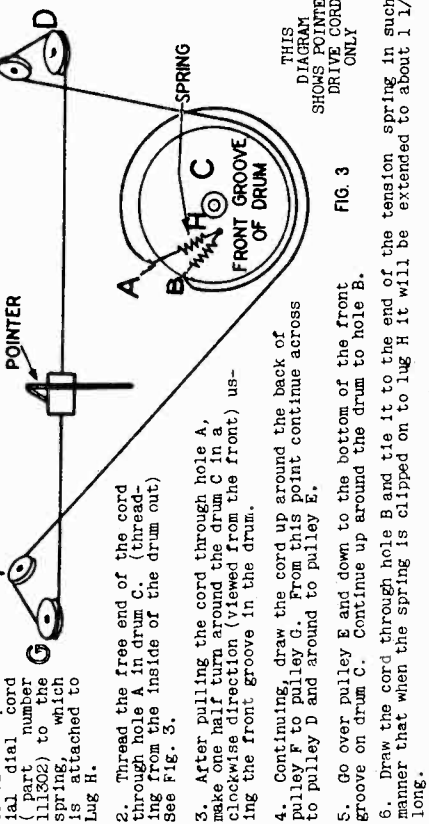 ial dial cord
( part number
111302) to the
spring, which
is attached to
Lug H.
2. Thread the free end of the cord
through hole A in drum C. (thread-
ing from the inside of the drum out)
See Fig. 3.
3. After pulling the cord through hole A,
make one half turn around the drum C in a
clockwise direction (viewed from the front) us-
ing the front groove in the drum.
4. Continuing, draw the cord up around the back of
pulley F to pulley G. From this point continue across
to pulley D and around to pulley E.
5. Go over pulley E and down to the bottom of the front
groove on drum C. Continue up around the drum to hole B.
6. Draw the cord through hole B and tie it to the end of the tension spring in such
manner that when the spring is clipped on to lug H it will be extended to about 1 1/
long.
POINTER
G
D
SPRING
A
B
H
C
FRONT GROOVE
OF DRUM
THIS
DIAGRAM
SHOWS POINTE
DRIVE CORD
ONLY
FIG. 3